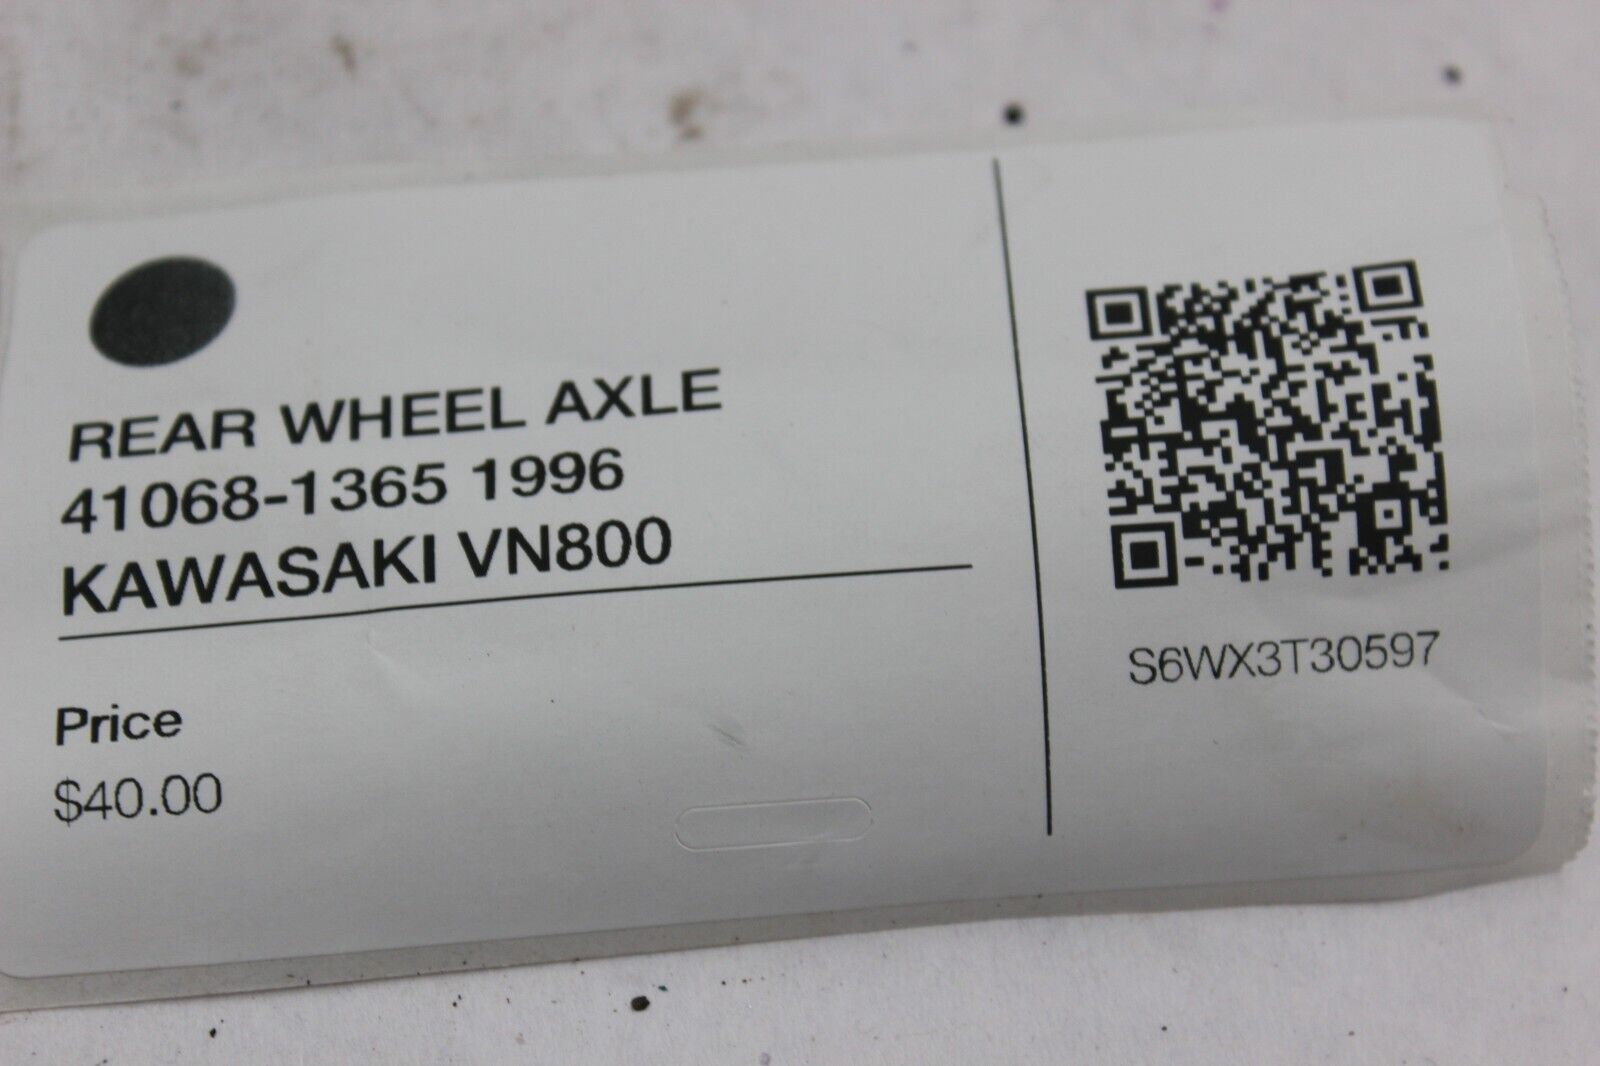 REAR WHEEL AXLE
41068-1365 1996
KAWASAKI VN800
Price
$40.00
S6WX3T30597